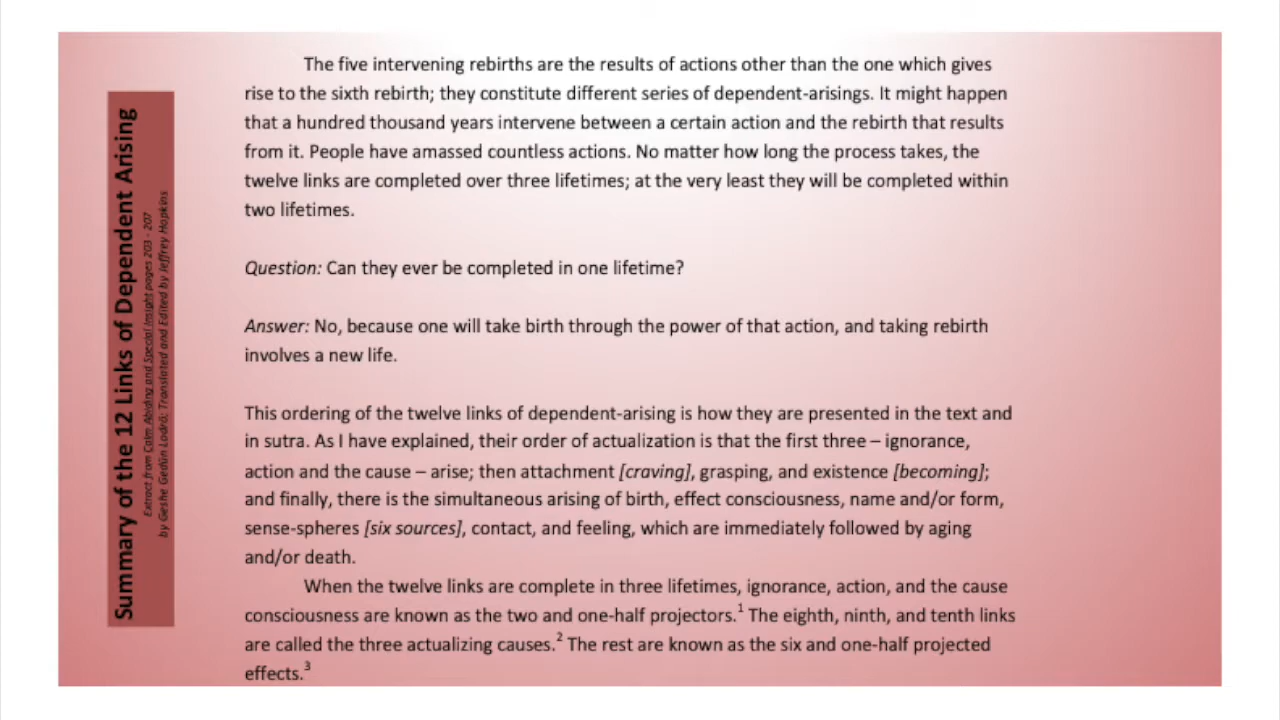 Summary of the 12 Links of Dependent Arising
Extract from Calm Abiding and Special Insight pages 203 - 207
by Geshe Gedün Lodrö; Translated and Edited by Jeffrey Hopkins
The five intervening rebirths are the results of actions other than the one which gives
rise to the sixth rebirth; they constitute different series of dependent-arisings. It might happen
that a hundred thousand years intervene between a certain action and the rebirth that results
from it. People have amassed countless actions. No matter how long the process takes, the
twelve links are completed over three lifetimes; at the very least they will be completed within
two lifetimes.
Question: Can they ever be completed in one lifetime?
Answer: No, because one will take birth through the power of that action, and taking rebirth
involves a new life.
This ordering of the twelve links of dependent-arising is how they are presented in the text and
in sutra. As I have explained, their order of actualization is that the first three – ignorance,
action and the cause – arise; then attachment [craving], grasping, and existence [becoming];
and finally, there is the simultaneous arising of birth, effect consciousness, name and/or form,
sense-spheres [six sources], contact, and feeling, which are immediately followed by aging
and/or death.
When the twelve links are complete in three lifetimes, ignorance, action, and the cause
consciousness are known as the two and one-half projectors.1 The eighth, ninth, and tenth links
are called the three actualizing causes.2 The rest are known as the six and one-half projected
effects.3